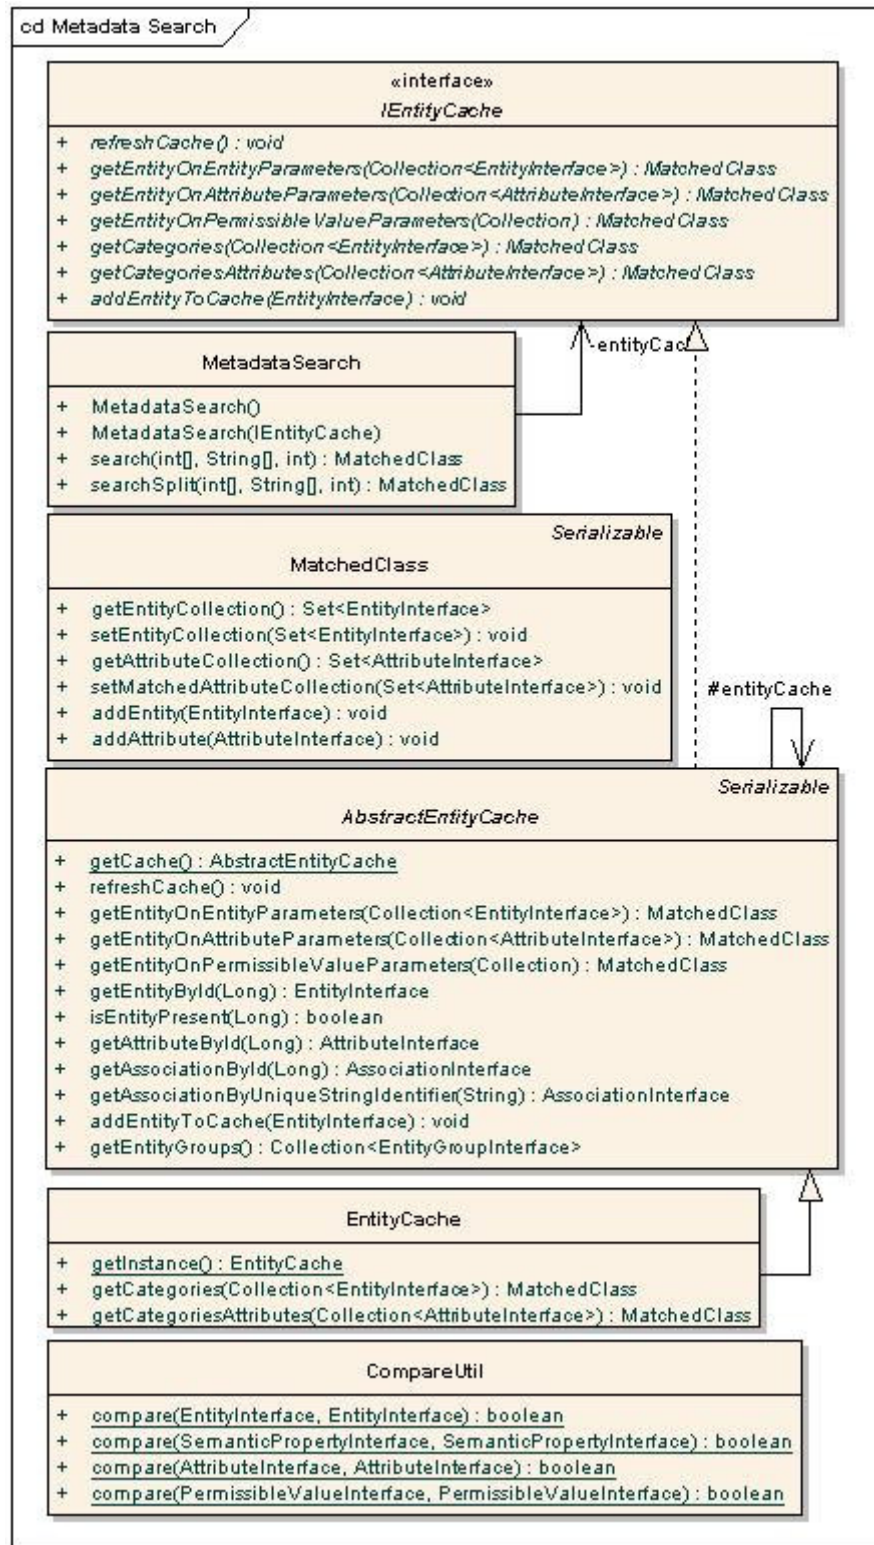 cd Metadata Search
«interface»
IEntityCache
+ refreshCache() : void
+ getEntityOnEntityParameters(Collection<EntityInterface>) : MatchedClass
+ getEntityOnAttributeParameters(Collection<AttributeInterface>) : MatchedClass
+ getEntityOnPermissibleValueParameters(Collection) : MatchedClass
+ getCategories(Collection<EntityInterface>) : MatchedClass
+ getCategoriesAttributes(Collection<AttributeInterface>) : MatchedClass
+ addEntityToCache(EntityInterface) : void
-entityCac
MetadataSearch
+ MetadataSearch()
+ MetadataSearch(IEntityCache)
+ search(int[], String[], int) : MatchedClass
+ searchSplit(int[], String[], int) : MatchedClass
Serializable
MatchedClass
+ getEntityCollection() : Set<EntityInterface>
+ setEntityCollection(Set<EntityInterface>) : void
+ getAttributeCollection() : Set<AttributeInterface>
+ setMatchedAttributeCollection(Set<AttributeInterface>) : void
+ addEntity(EntityInterface) : void
+ addAttribute(AttributeInterface) : void
#entityCache
Serializable
AbstractEntityCache
+ getCache() : AbstractEntityCache
+ refreshCache() : void
+ getEntityOnEntityParameters(Collection<EntityInterface>) : MatchedClass
+ getEntityOnAttributeParameters(Collection<AttributeInterface>) : MatchedClass
+ getEntityOnPermissibleValueParameters(Collection) : MatchedClass
+ getEntityById(Long) : EntityInterface
+ isEntityPresent(Long) : boolean
+ getAttributeById(Long) : AttributeInterface
+ getAssociationById(Long) : AssociationInterface
+ getAssociationByUniqueStringIdentifier(String) : AssociationInterface
+ addEntityToCache(EntityInterface) : void
+ getEntityGroups() : Collection<EntityGroupInterface>
EntityCache
+ getInstance() : EntityCache
+ getCategories(Collection<EntityInterface>) : MatchedClass
+ getCategoriesAttributes(Collection<AttributeInterface>) : MatchedClass
CompareUtil
+ compare(EntityInterface, EntityInterface) : boolean
+ compare(SemanticPropertyInterface, SemanticPropertyInterface) : boolean
+ compare(AttributeInterface, AttributeInterface) : boolean
+ compare(PermissibleValueInterface, PermissibleValueInterface) : boolean